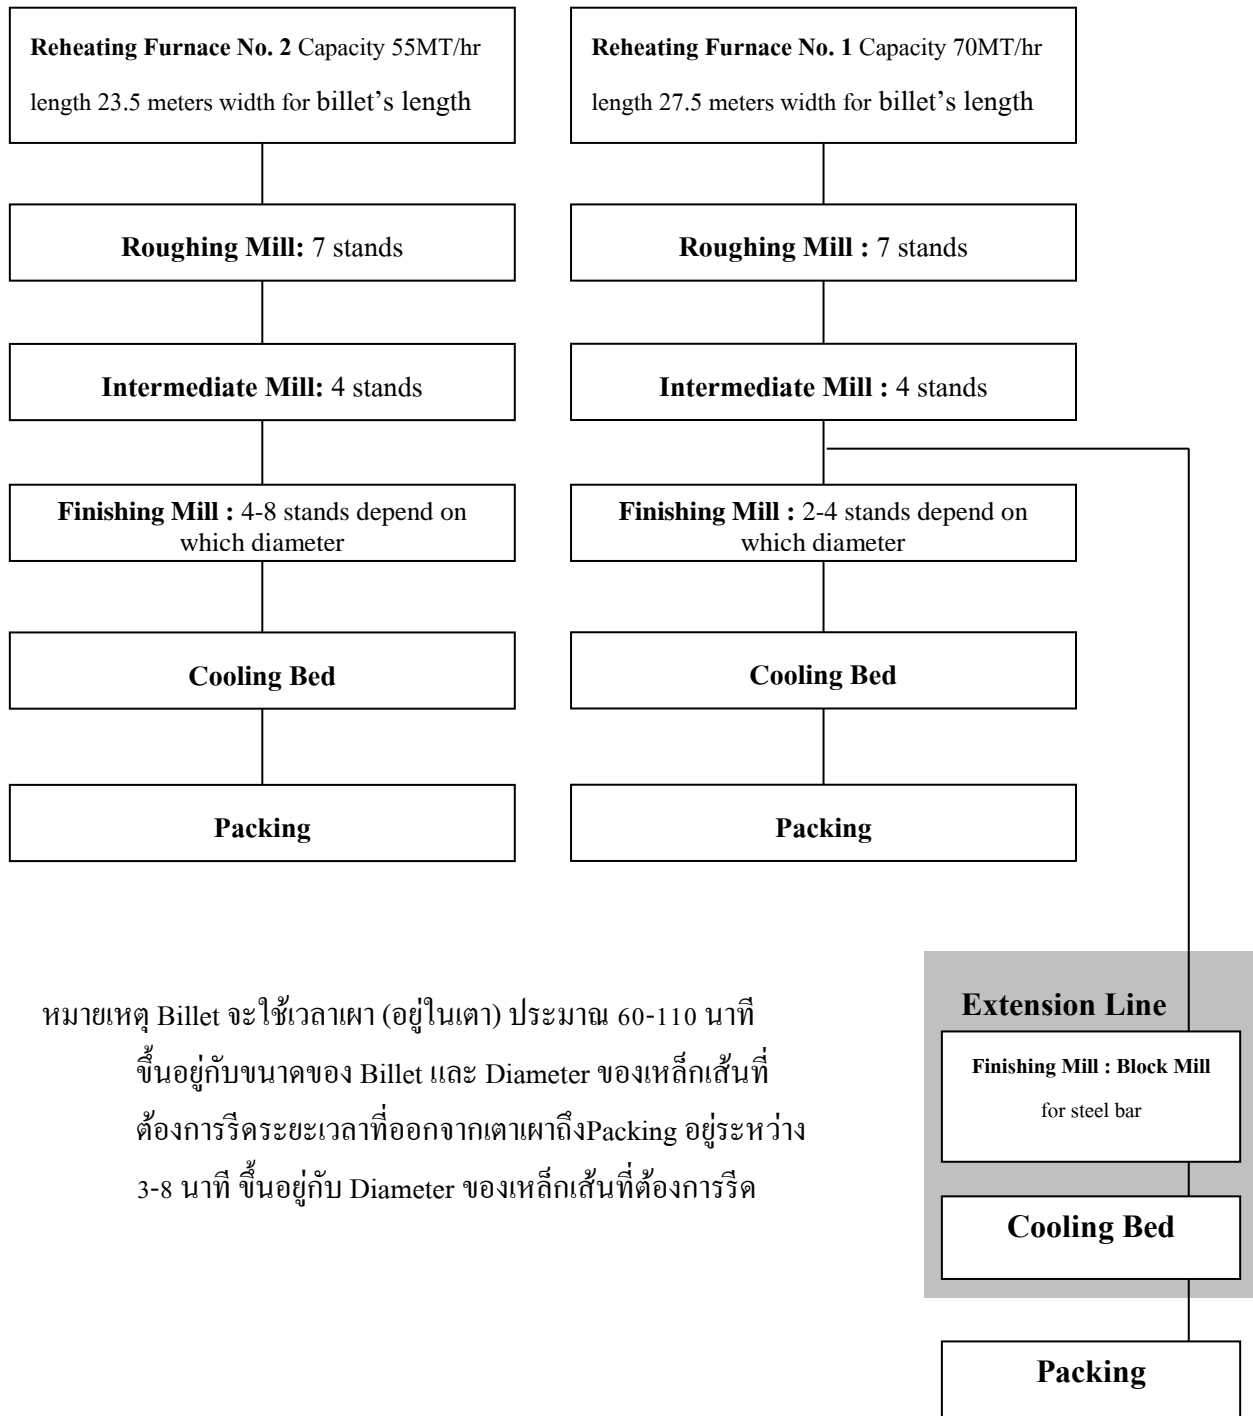 Reheating Furnace No. 2 Capacity 55MT/hr
length 23.5 meters width for billet's length
Roughing Mill: 7 stands
Intermediate Mill: 4 stands
Finishing Mill : 4-8 stands depend on
which diameter
Cooling Bed
Packing
Reheating Furnace No. 1 Capacity 70MT/hr
length 27.5 meters width for billet's length
Roughing Mill : 7 stands
Intermediate Mill : 4 stands
Finishing Mill : 2-4 stands depend on
which diameter
Cooling Bed
Packing
Extension Line
Finishing Mill : Block Mill
for steel bar
Cooling Bed
Packing
หมายเหตุ Billet จะใช้เวลาเผา (อยู่ในเตา) ประมาณ 60-110 นาที
ขึ้นอยู่กับขนาดของ Billet และ Diameter ของเหล็กเส้นที่
ต้องการรีดระยะเวลาที่ออกจากเตาเผาถึงPacking อยู่ระหว่าง
3-8 นาที ขึ้นอยู่กับ Diameter ของเหล็กเส้นที่ต้องการรีด